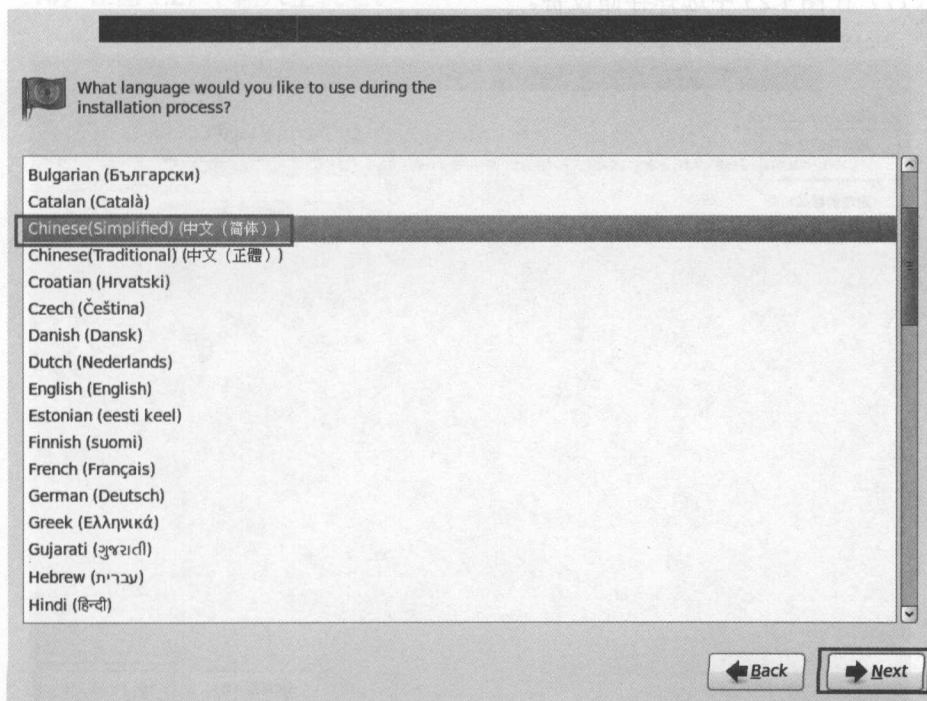 What language would you like to use during the
installation process?
Bulgarian (Български)
Catalan (Català)
Chinese(Simplified) (中文（简体）)
Chinese(Traditional) (中文（正體）)
Croatian (Hrvatski)
Czech (Čeština)
Danish (Dansk)
Dutch (Nederlands)
English (English)
Estonian (eesti keel)
Finnish (suomi)
French (Français)
German (Deutsch)
Greek (Ελληνικά)
Gujarati (ગુજરાતી)
Hebrew (עברית)
Hindi (हिन्दी)
Back
Next